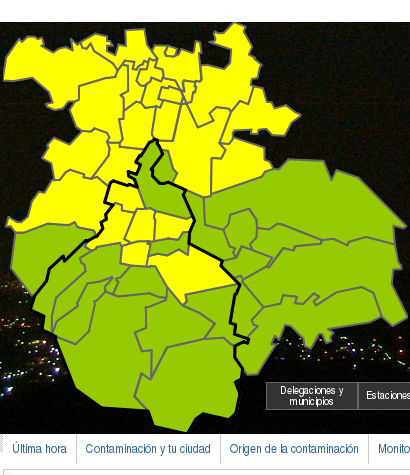 Delegaciones y
municipios
Estaciones
Última hora
Contaminación y tu ciudad
Origen de la contaminación
Monito